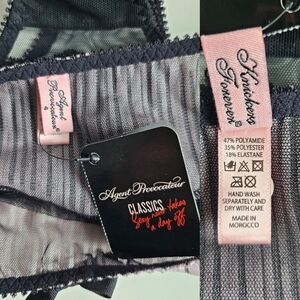 Agent
Provocateur
4
Agent Provocateur
CLASSICS
Sexy never takes
a day off
Knickers
Forever
47% POLYAMIDE
35% POLYESTER
18% ELASTANE
HAND WASH
SEPARATELY AND
DRY WITH CARE
MADE IN
MOROCCO